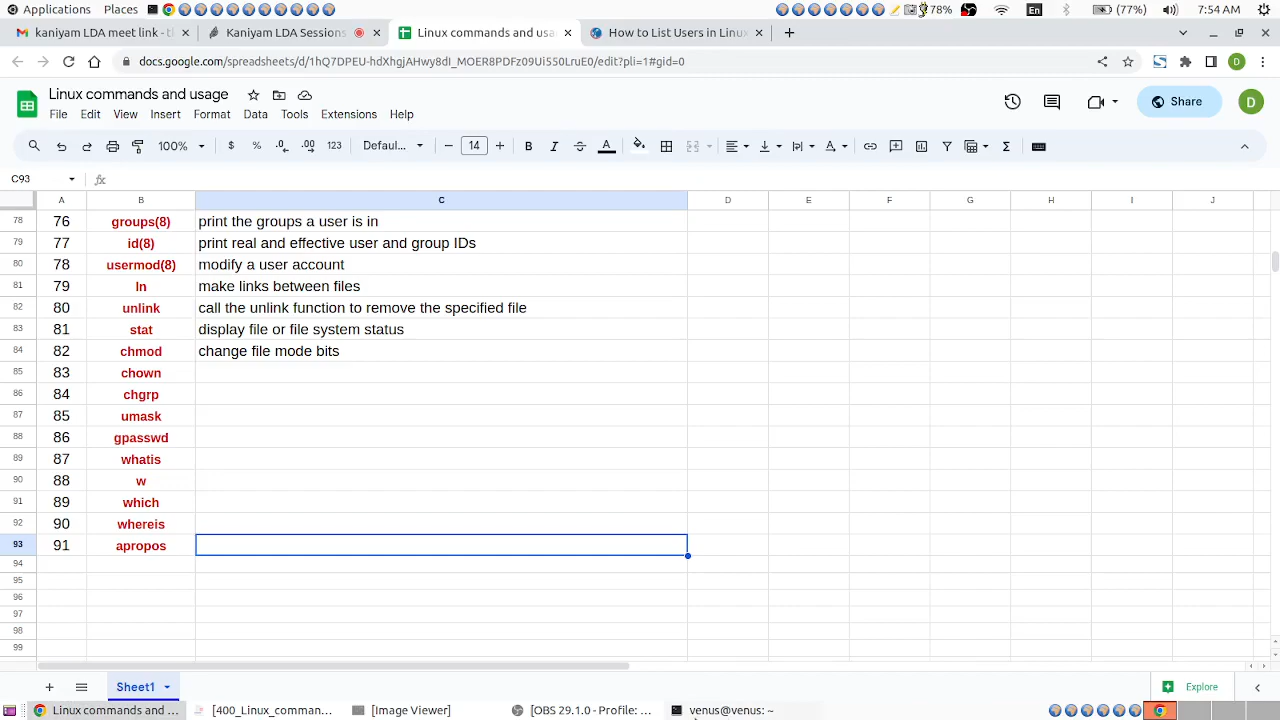 Applications Places 78% En (77%) 7:54 AM
kaniyam LDA meet link - t Kaniyam LDA Sessions Linux commands and usa How to List Users in Linux
docs.google.com/spreadsheets/d/1hQ7DPEU-hdXhgjAHwy8dI_MOER8PDFz09Ui550LruE0/edit?pli=1#gid=0
Linux commands and usage
File Edit View Insert Format Data Tools Extensions Help
Share
D
100% $ % .0 .00 123 Defaul... 14 B I A
C93 fx
A B C D E F G H I J
78 76 groups(8) print the groups a user is in
79 77 id(8) print real and effective user and group IDs
80 78 usermod(8) modify a user account
81 79 ln make links between files
82 80 unlink call the unlink function to remove the specified file
83 81 stat display file or file system status
84 82 chmod change file mode bits
85 83 chown
86 84 chgrp
87 85 umask
88 86 gpasswd
89 87 whatis
90 88 w
91 89 which
92 90 whereis
93 91 apropos
94
95
96
97
98
99
Sheet1 Explore
Linux commands and ... [400_Linux_comman... [Image Viewer] [OBS 29.1.0 - Profile: ... venus@venus: ~